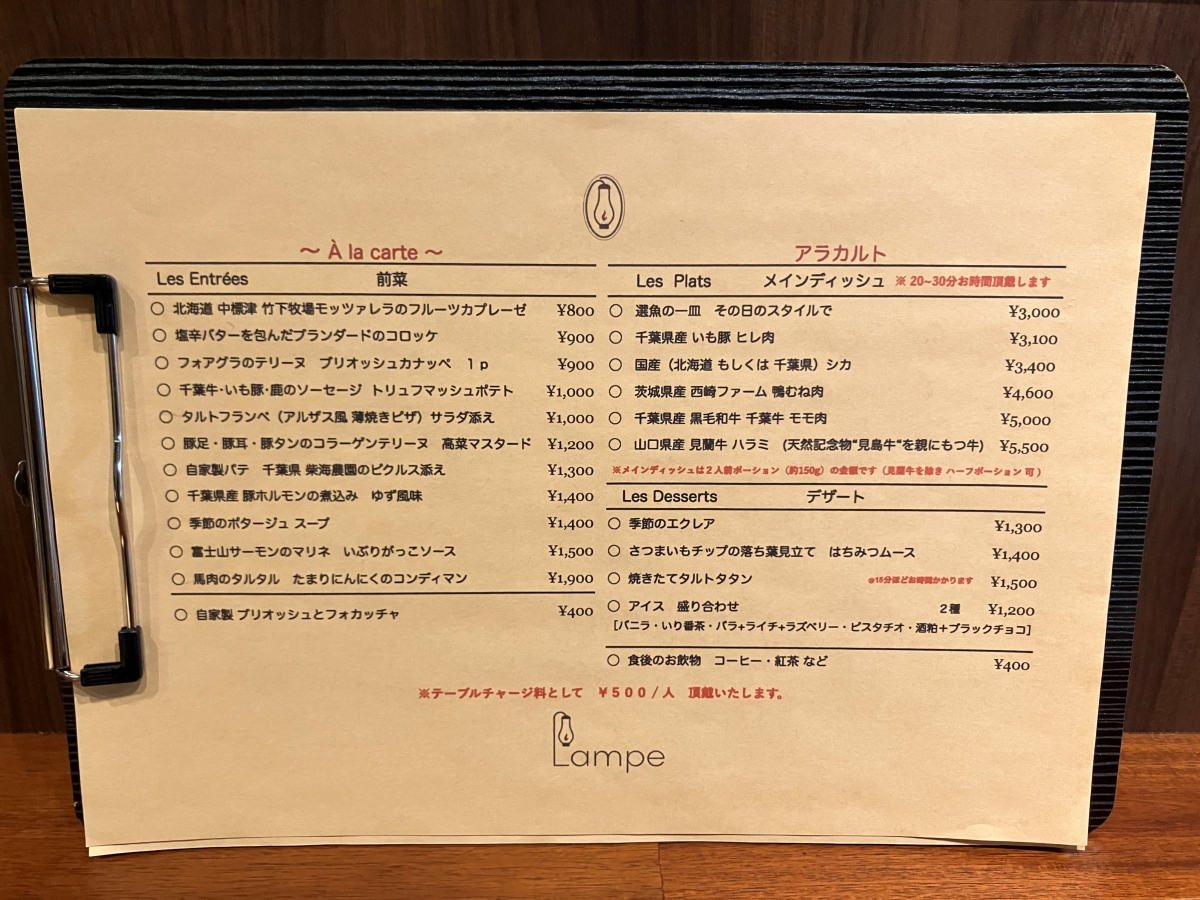 ～ À la carte ～
Les Entrées 前菜
○ 北海道 中標津 竹下牧場モッツァレラのフルーツカプレーゼ ¥800
○ 塩辛バターを包んだブランダードのコロッケ ¥900
○ フォアグラのテリーヌ ブリオッシュカナッペ 1p ¥900
○ 千葉牛・いも豚・鹿のソーセージ トリュフマッシュポテト ¥1,000
○ タルトフランベ（アルザス風 薄焼きピザ）サラダ添え ¥1,000
○ 豚足・豚耳・豚タンのコラーゲンテリーヌ 高菜マスタード ¥1,200
○ 自家製パテ 千葉県 柴海農園のピクルス添え ¥1,300
○ 千葉県産 豚ホルモンの煮込み ゆず風味 ¥1,400
○ 季節のポタージュ スープ ¥1,400
○ 富士山サーモンのマリネ いぶりがっこソース ¥1,500
○ 馬肉のタルタル たまりにんにくのコンディマン ¥1,900
○ 自家製 ブリオッシュとフォカッチャ ¥400
アラカルト
Les Plats メインディッシュ ※ 20~30分お時間頂戴します
○ 選魚の一皿 その日のスタイルで ¥3,000
○ 千葉県産 いも豚 ヒレ肉 ¥3,100
○ 国産（北海道 もしくは 千葉県）シカ ¥3,400
○ 茨城県産 西崎ファーム 鴨むね肉 ¥4,600
○ 千葉県産 黒毛和牛 千葉牛 モモ肉 ¥5,000
○ 山口県産 見蘭牛 ハラミ (天然記念物"見島牛"を親にもつ牛) ¥5,500
※メインディッシュは２人前ポーション（約150g）の金額です（見蘭牛を除き ハーフポーション 可）
Les Desserts デザート
○ 季節のエクレア ¥1,300
○ さつまいもチップの落ち葉見立て はちみつムース ¥1,400
○ 焼きたてタルトタタン ※15分ほどお時間かかります ¥1,500
○ アイス 盛り合わせ 2種 ¥1,200
［バニラ・いり番茶・バラ+ライチ+ラズベリー・ピスタチオ・酒粕＋ブラックチョコ］
○ 食後のお飲物 コーヒー・紅茶 など ¥400
※テーブルチャージ料として ￥５００／人 頂戴いたします。
Lampe